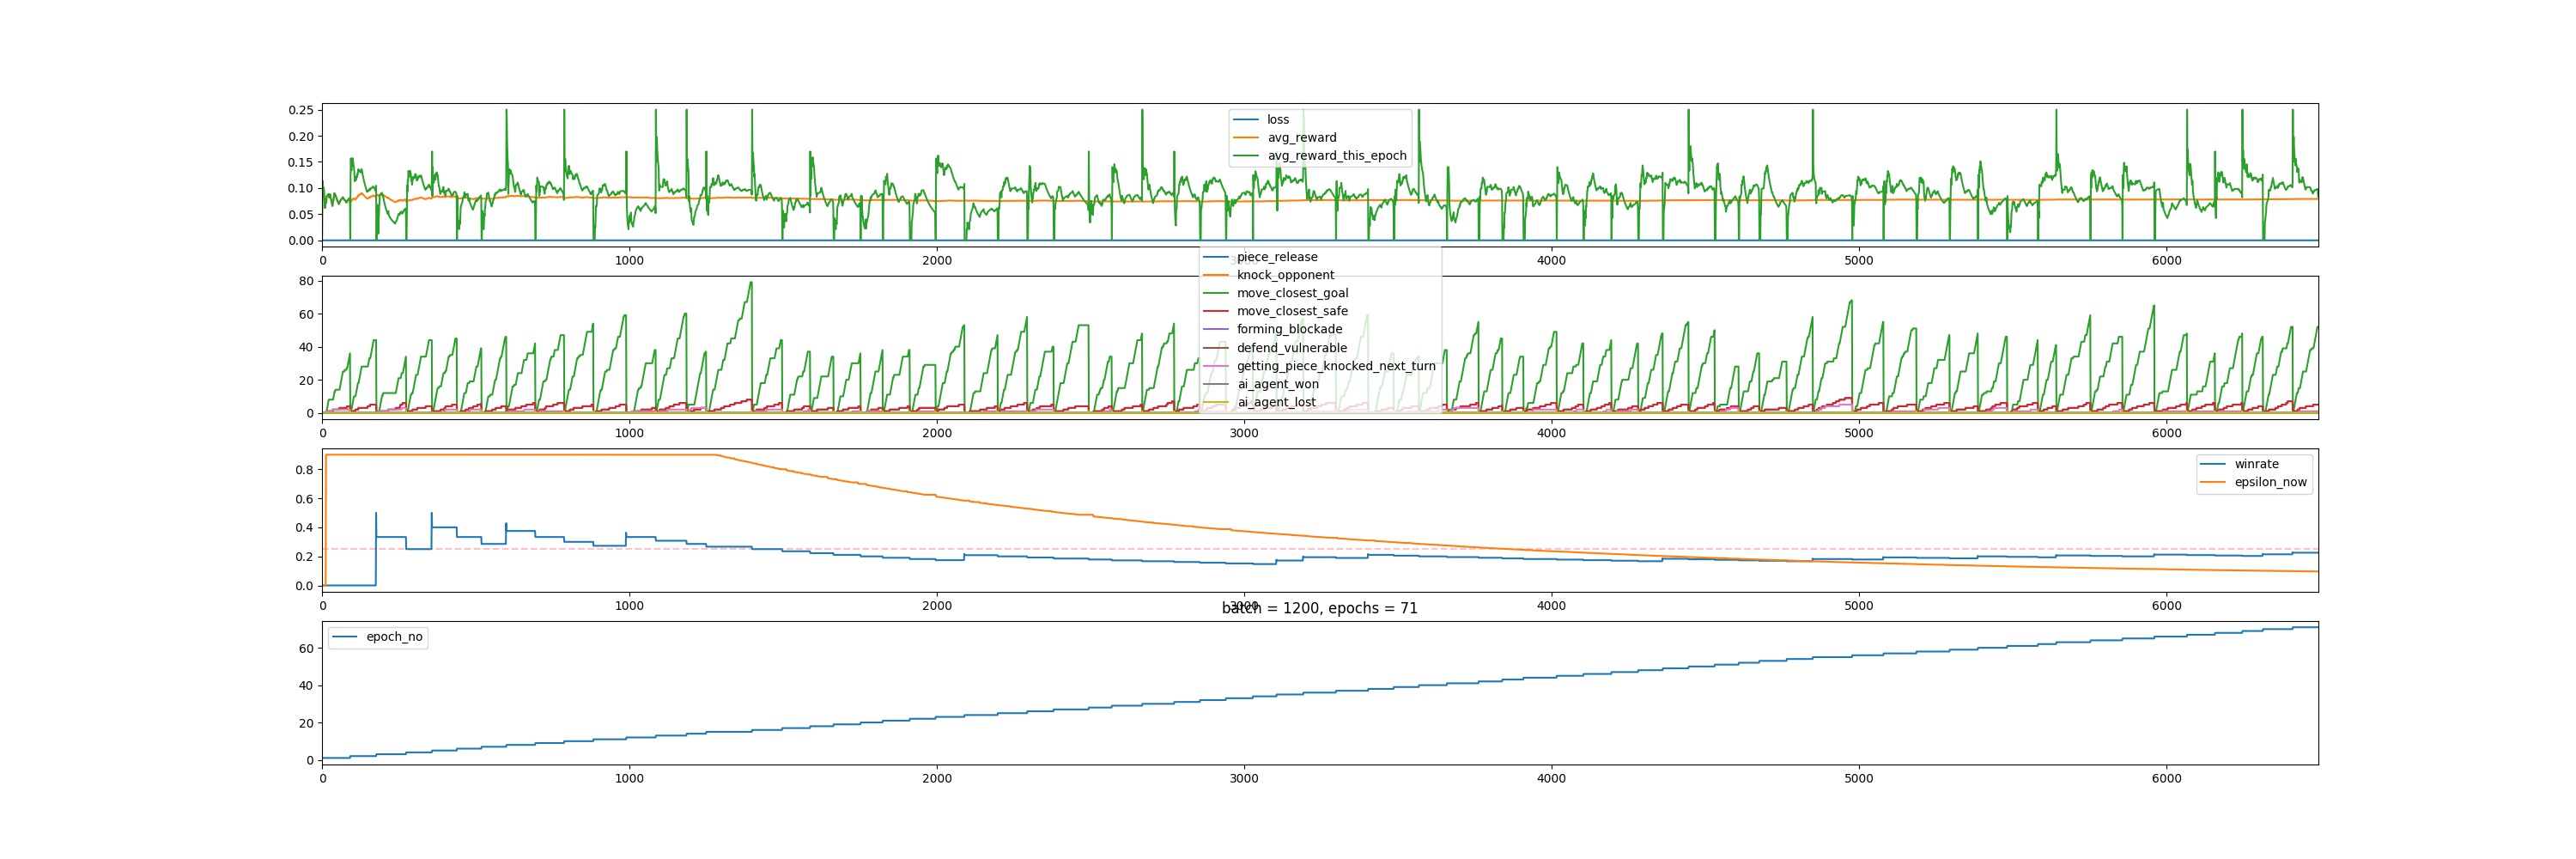 0.25
0.20
0.15
0.10
0.05
0.00
loss
avg_reward
avg_reward_this_epoch
0 1000 2000 3000 4000 5000 6000
80
60
40
20
0
piece_release
knock_opponent
move_closest_goal
move_closest_safe
forming_blockade
defend_vulnerable
getting_piece_knocked_next_turn
ai_agent_won
ai_agent_lost
0 1000 2000 3000 4000 5000 6000
0.8
0.6
0.4
0.2
0.0
winrate
epsilon_now
0 1000 2000 3000 4000 5000 6000
batch = 1200, epochs = 71
60
40
20
0
epoch_no
0 1000 2000 3000 4000 5000 6000